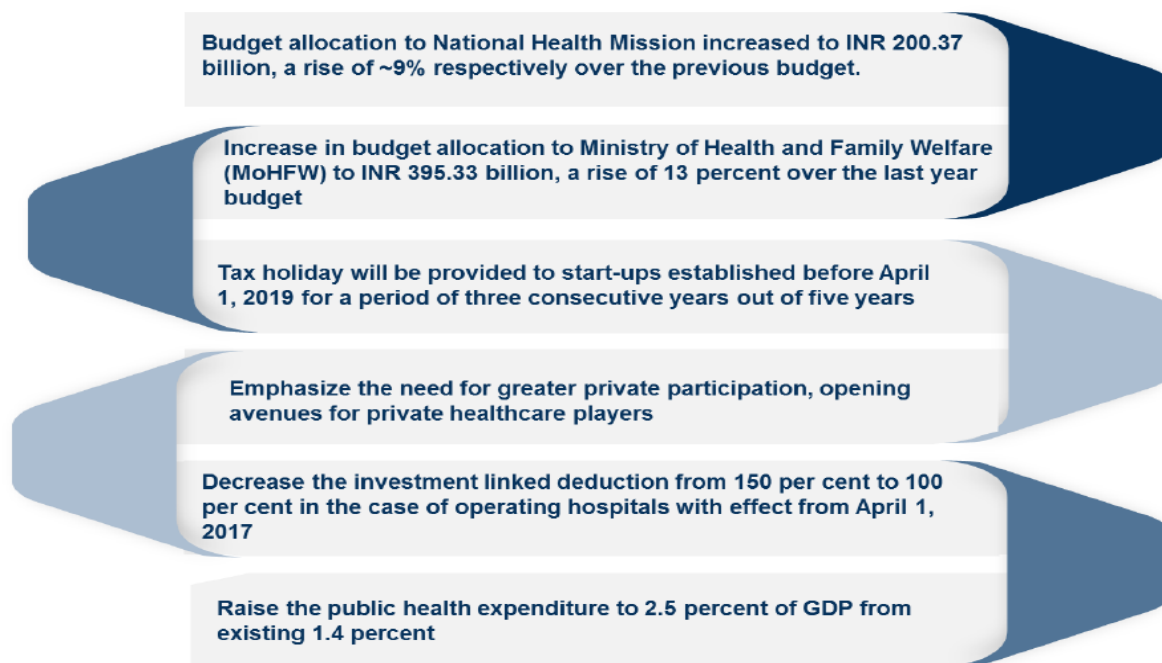 Budget allocation to National Health Mission increased to INR 200.37
billion, a rise of ~9% respectively over the previous budget.
Increase in budget allocation to Ministry of Health and Family Welfare
(MoHFW) to INR 395.33 billion, a rise of 13 percent over the last year
budget
Tax holiday will be provided to start-ups established before April
1, 2019 for a period of three consecutive years out of five years
Emphasize the need for greater private participation, opening
avenues for private healthcare players
Decrease the investment linked deduction from 150 per cent to 100
per cent in the case of operating hospitals with effect from April 1,
2017
Raise the public health expenditure to 2.5 percent of GDP from
existing 1.4 percent